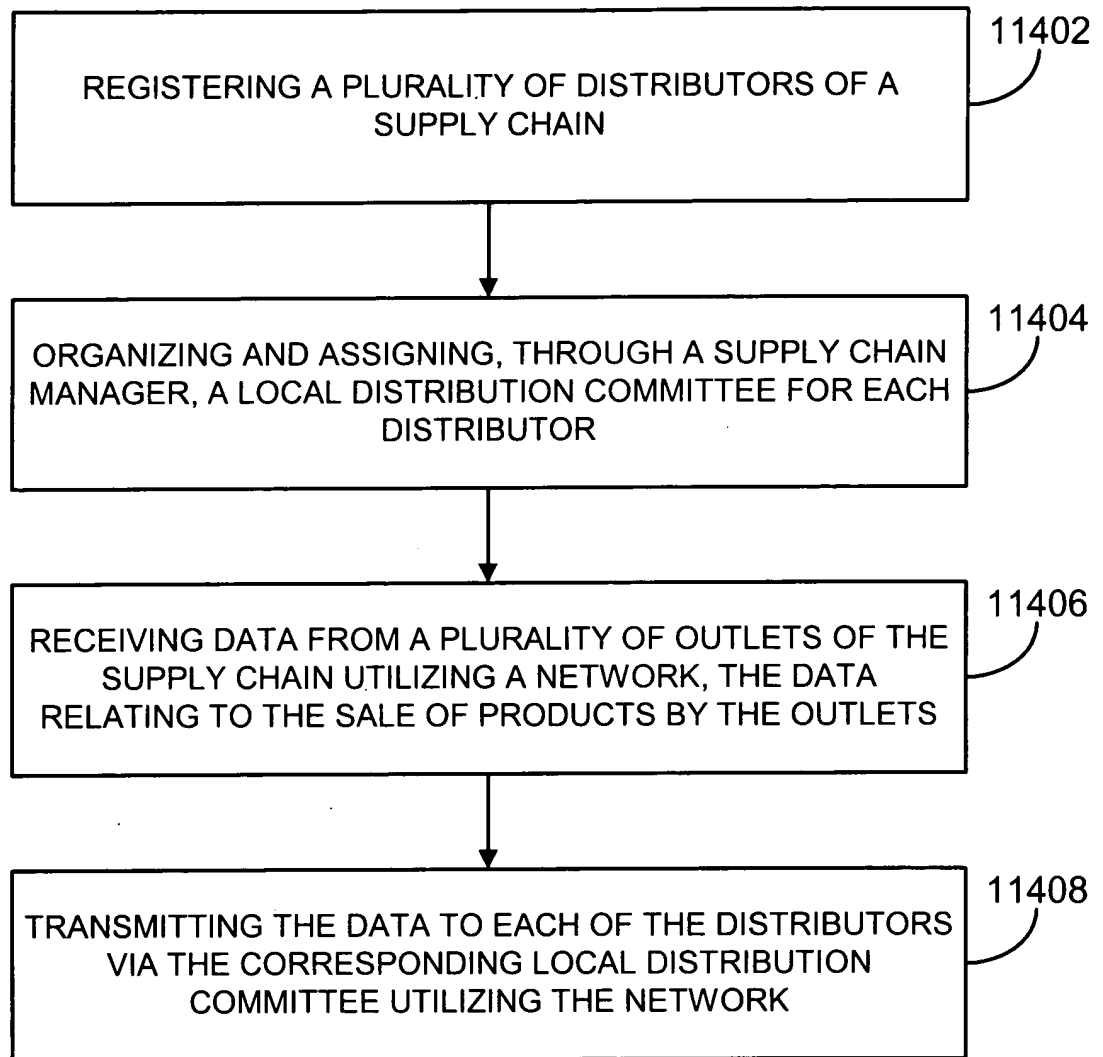 11402
REGISTERING A PLURALITY OF DISTRIBUTORS OF A
SUPPLY CHAIN
11404
ORGANIZING AND ASSIGNING, THROUGH A SUPPLY CHAIN
MANAGER, A LOCAL DISTRIBUTION COMMITTEE FOR EACH
DISTRIBUTOR
11406
RECEIVING DATA FROM A PLURALITY OF OUTLETS OF THE
SUPPLY CHAIN UTILIZING A NETWORK, THE DATA
RELATING TO THE SALE OF PRODUCTS BY THE OUTLETS
11408
TRANSMITTING THE DATA TO EACH OF THE DISTRIBUTORS
VIA THE CORRESPONDING LOCAL DISTRIBUTION
COMMITTEE UTILIZING THE NETWORK